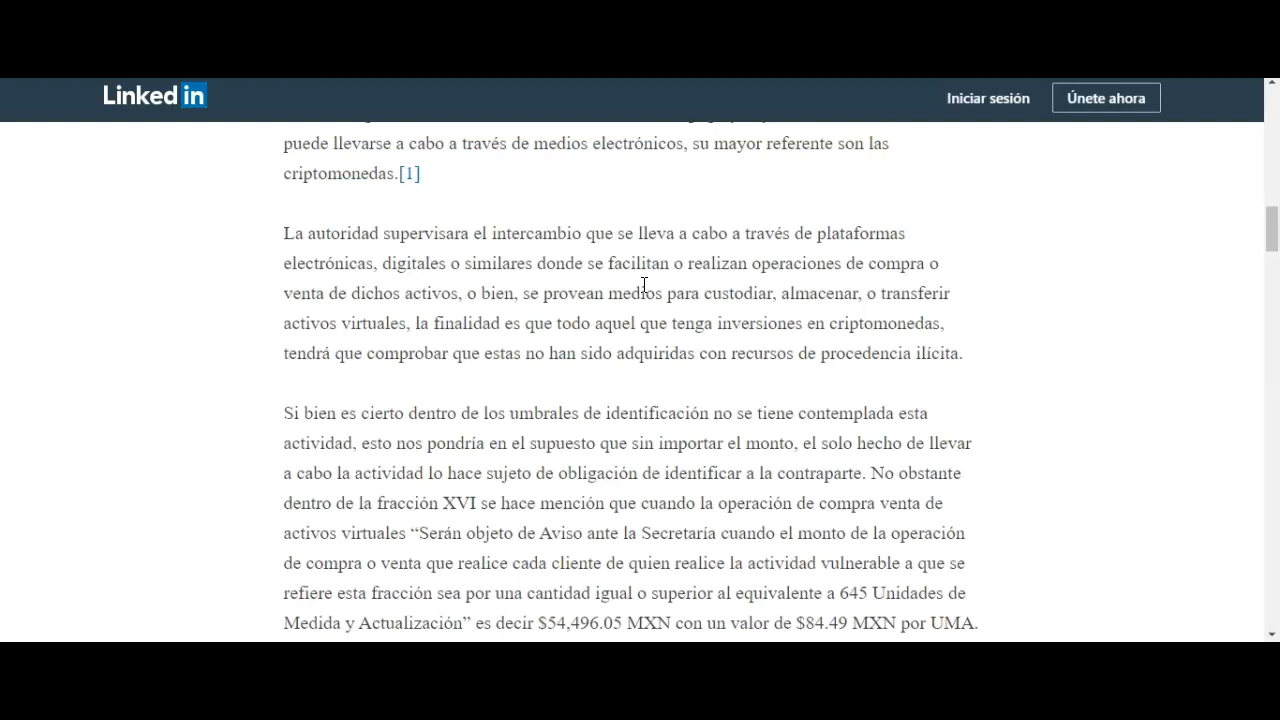 Linked in
Iniciar sesión
Únete ahora
puede llevarse a cabo a través de medios electrónicos, su mayor referente son las
criptomonedas.[1]
La autoridad supervisara el intercambio que se lleva a cabo a través de plataformas
electrónicas, digitales o similares donde se facilitan o realizan operaciones de compra o
venta de dichos activos, o bien, se provean medios para custodiar, almacenar, o transferir
activos virtuales, la finalidad es que todo aquel que tenga inversiones en criptomonedas,
tendrá que comprobar que estas no han sido adquiridas con recursos de procedencia ilícita.
Si bien es cierto dentro de los umbrales de identificación no se tiene contemplada esta
actividad, esto nos pondría en el supuesto que sin importar el monto, el solo hecho de llevar
a cabo la actividad lo hace sujeto de obligación de identificar a la contraparte. No obstante
dentro de la fracción XVI se hace mención que cuando la operación de compra venta de
activos virtuales “Serán objeto de Aviso ante la Secretaría cuando el monto de la operación
de compra o venta que realice cada cliente de quien realice la actividad vulnerable a que se
refiere esta fracción sea por una cantidad igual o superior al equivalente a 645 Unidades de
Medida y Actualización” es decir $54,496.05 MXN con un valor de $84.49 MXN por UMA.